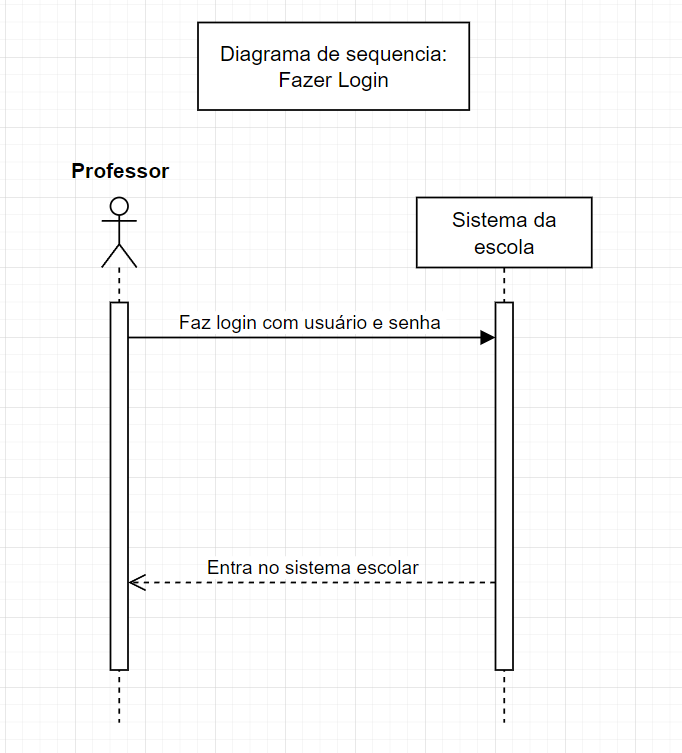 Diagrama de sequencia:
Fazer Login
Professor
Sistema da
escola
Faz login com usuário e senha
Entra no sistema escolar